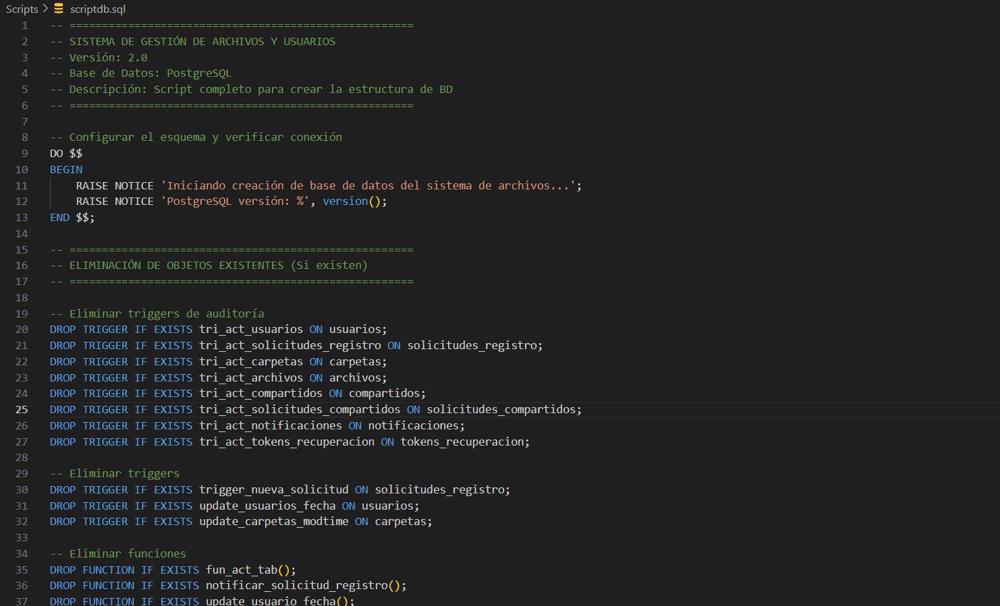 Scripts > scriptdb.sql
1 -- =====================================================
2 -- SISTEMA DE GESTIÓN DE ARCHIVOS Y USUARIOS
3 -- Versión: 2.0
4 -- Base de Datos: PostgreSQL
5 -- Descripción: Script completo para crear la estructura de BD
6 -- =====================================================
7
8 -- Configurar el esquema y verificar conexión
9 DO $$
10 BEGIN
11     RAISE NOTICE 'Iniciando creación de base de datos del sistema de archivos...';
12     RAISE NOTICE 'PostgreSQL versión: %', version();
13 END $$;
14
15 -- =====================================================
16 -- ELIMINACIÓN DE OBJETOS EXISTENTES (Si existen)
17 -- =====================================================
18
19 -- Eliminar triggers de auditoría
20 DROP TRIGGER IF EXISTS tri_act_usuarios ON usuarios;
21 DROP TRIGGER IF EXISTS tri_act_solicitudes_registro ON solicitudes_registro;
22 DROP TRIGGER IF EXISTS tri_act_carpetas ON carpetas;
23 DROP TRIGGER IF EXISTS tri_act_archivos ON archivos;
24 DROP TRIGGER IF EXISTS tri_act_compartidos ON compartidos;
25 DROP TRIGGER IF EXISTS tri_act_solicitudes_compartidos ON solicitudes_compartidos;
26 DROP TRIGGER IF EXISTS tri_act_notificaciones ON notificaciones;
27 DROP TRIGGER IF EXISTS tri_act_tokens_recuperacion ON tokens_recuperacion;
28
29 -- Eliminar triggers
30 DROP TRIGGER IF EXISTS trigger_nueva_solicitud ON solicitudes_registro;
31 DROP TRIGGER IF EXISTS update_usuarios_fecha ON usuarios;
32 DROP TRIGGER IF EXISTS update_carpetas_modtime ON carpetas;
33
34 -- Eliminar funciones
35 DROP FUNCTION IF EXISTS fun_act_tab();
36 DROP FUNCTION IF EXISTS notificar_solicitud_registro();
37 DROP FUNCTION IF EXISTS update_usuario_fecha();